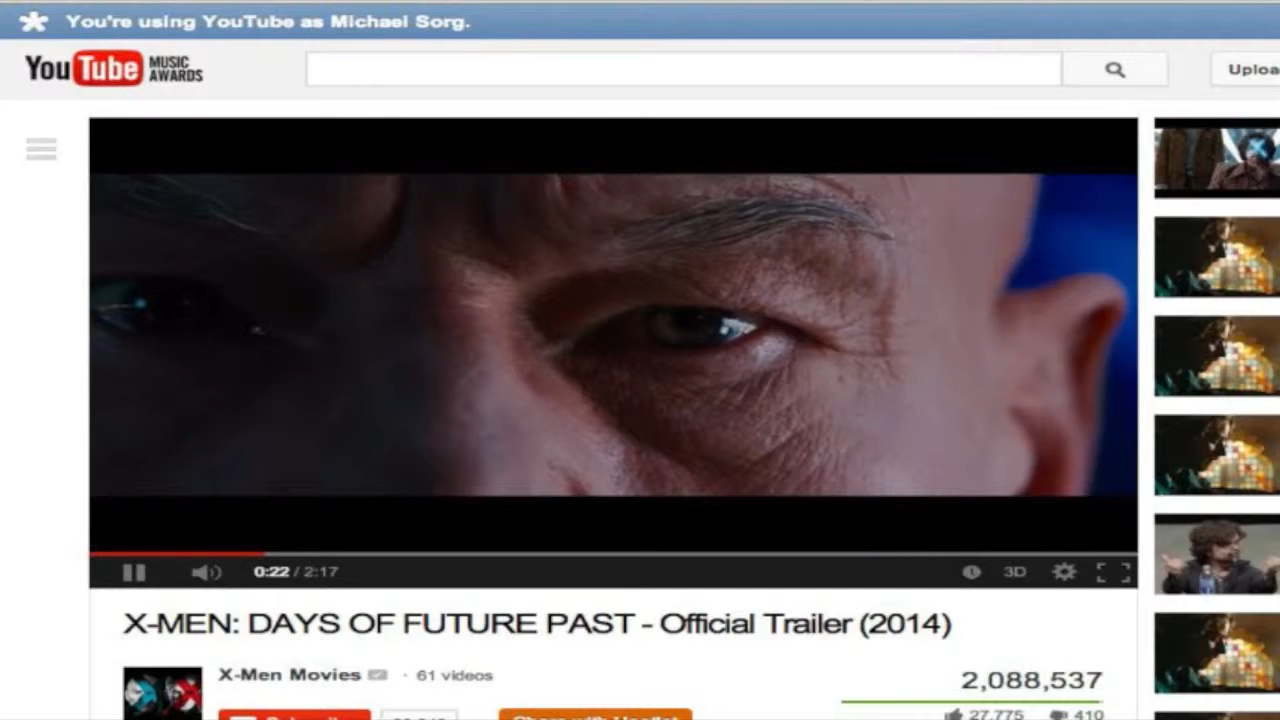 You're using YouTube as Michael Sorg.
YouTube MUSIC AWARDS
Uploa
0:22 / 2:17
3D
X-MEN: DAYS OF FUTURE PAST - Official Trailer (2014)
X-Men Movies · 61 videos
2,088,537
27,775 410